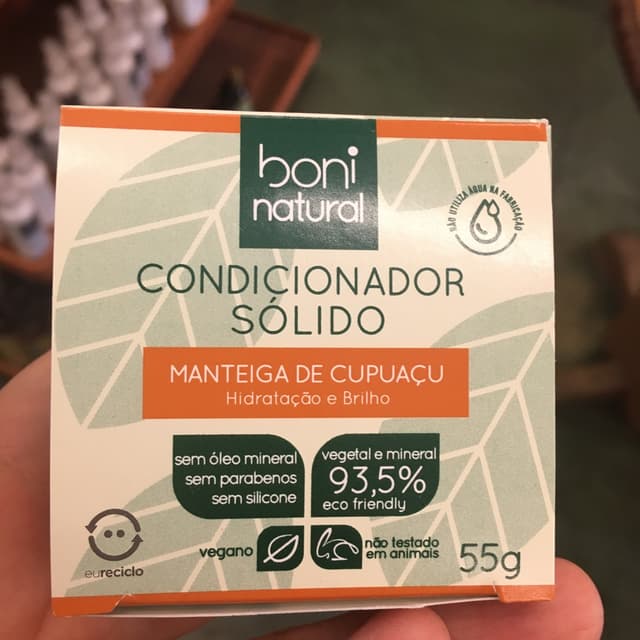 boni
natural
NÃO UTILIZA ÁGUA NA FABRICAÇÃO
CONDICIONADOR
SÓLIDO
MANTEIGA DE CUPUAÇU
Hidratação e Brilho
sem óleo mineral
sem parabenos
sem silicone
vegetal e mineral
93,5%
eco friendly
vegano
não testado
em animais
eureciclo
55g